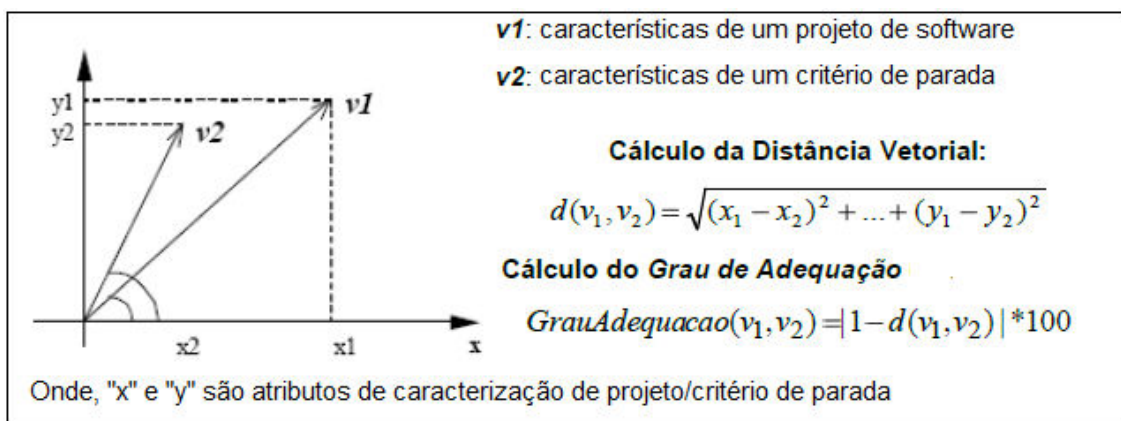 v1: características de um projeto de software
v2: características de um critério de parada
y1
v1
y2
v2
Cálculo da Distância Vetorial:
d(v₁,v₂)=√(x₁−x₂)²+...+(y₁−y₂)²
Cálculo do Grau de Adequação
GrauAdequacao(v₁,v₂)=|1−d(v₁,v₂)|*100
x2
x1
x
Onde, "x" e "y" são atributos de caracterização de projeto/critério de parada